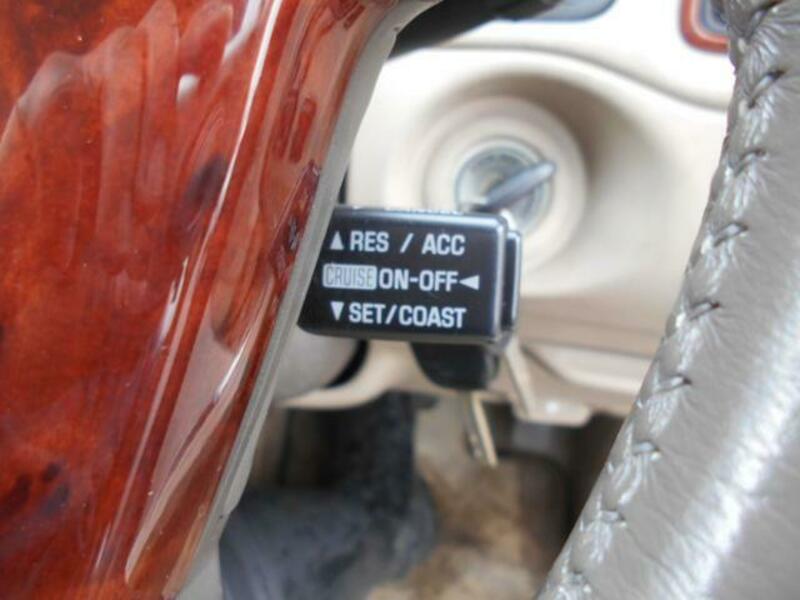 ▲RES / ACC
CRUISE ON-OFF◄
▼SET/COAST